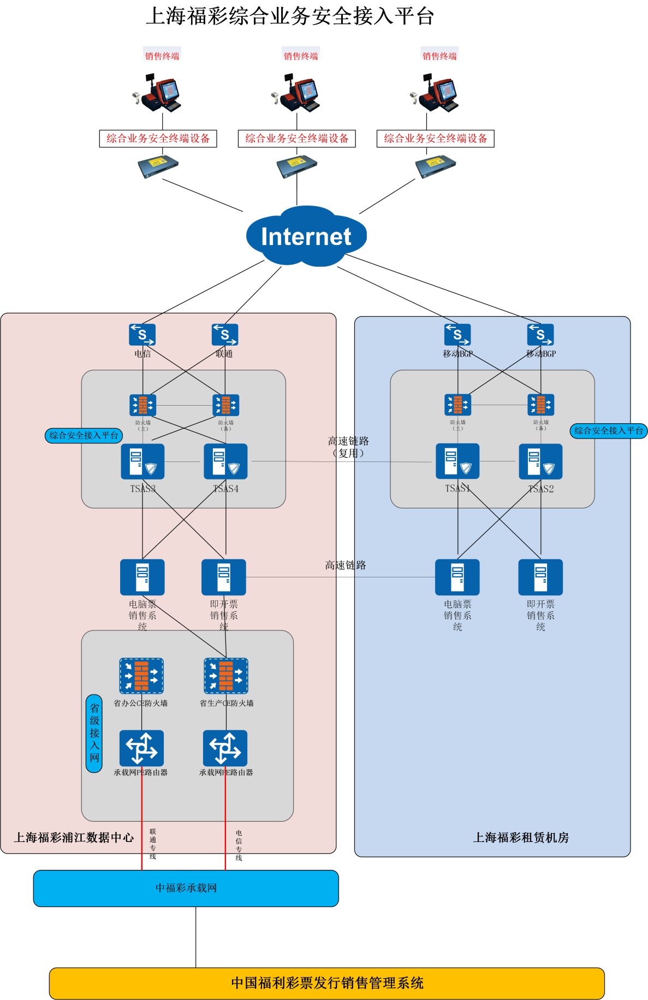 上海福彩综合业务安全接入平台
销售终端
销售终端
销售终端
综合业务安全终端设备
综合业务安全终端设备
综合业务安全终端设备
Internet
S
S
S
S
电信
联通
移动BGP
移动BGP
防火墙
（主）
防火墙
（备）
防火墙
（主）
防火墙
（备）
综合安全接入平台
综合安全接入平台
高速链路
（复用）
TSAS3
TSAS4
TSAS1
TSAS2
高速链路
电脑票
销售系
统
即开票
销售系
统
电脑票
销售系
统
即开票
销售系
统
省办公CE防火墙
省生产CE防火墙
省级接入网
承载网PE路由器
承载网PE路由器
上海福彩浦江数据中心
联通专线
电信专线
上海福彩租赁机房
中福彩承载网
中国福利彩票发行销售管理系统